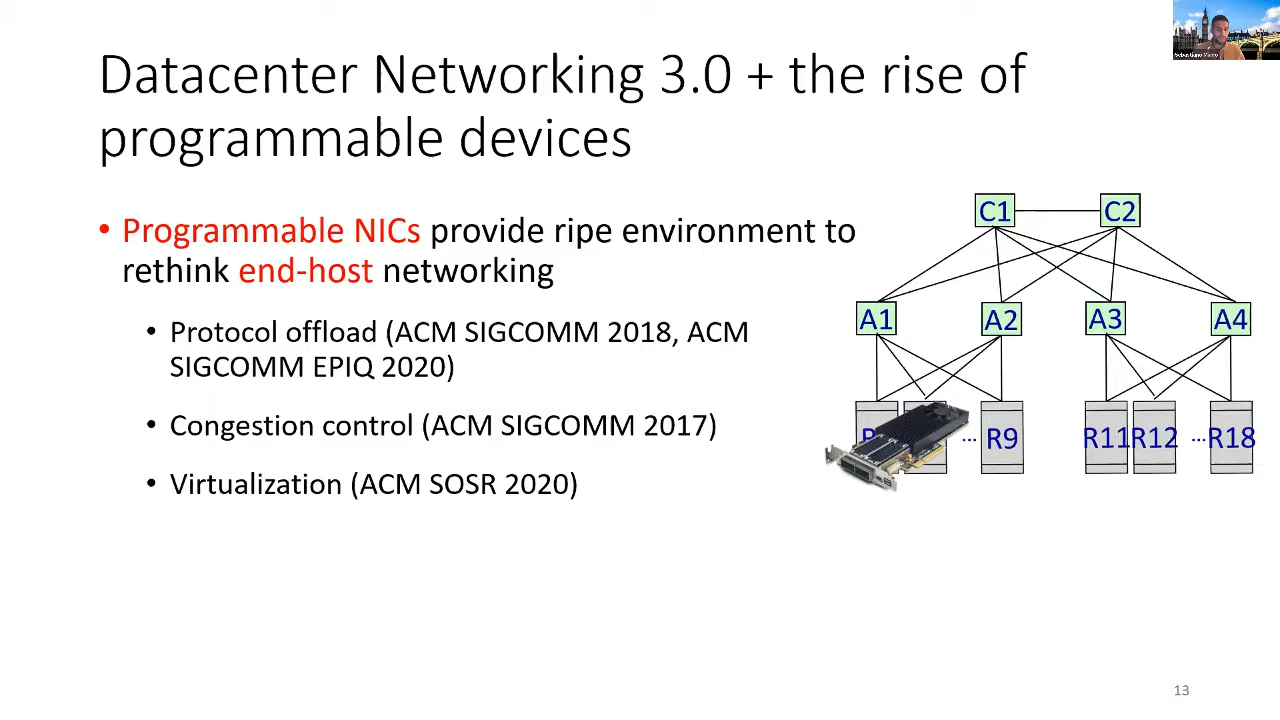 Datacenter Networking 3.0 + the rise of
programmable devices
• Programmable NICs provide ripe environment to
rethink end-host networking
• Protocol offload (ACM SIGCOMM 2018, ACM
SIGCOMM EPIQ 2020)
• Congestion control (ACM SIGCOMM 2017)
• Virtualization (ACM SOSR 2020)
C1
C2
A1
A2
A3
A4
... R9
R11
R12
...R18
Sebastiano Miano
13